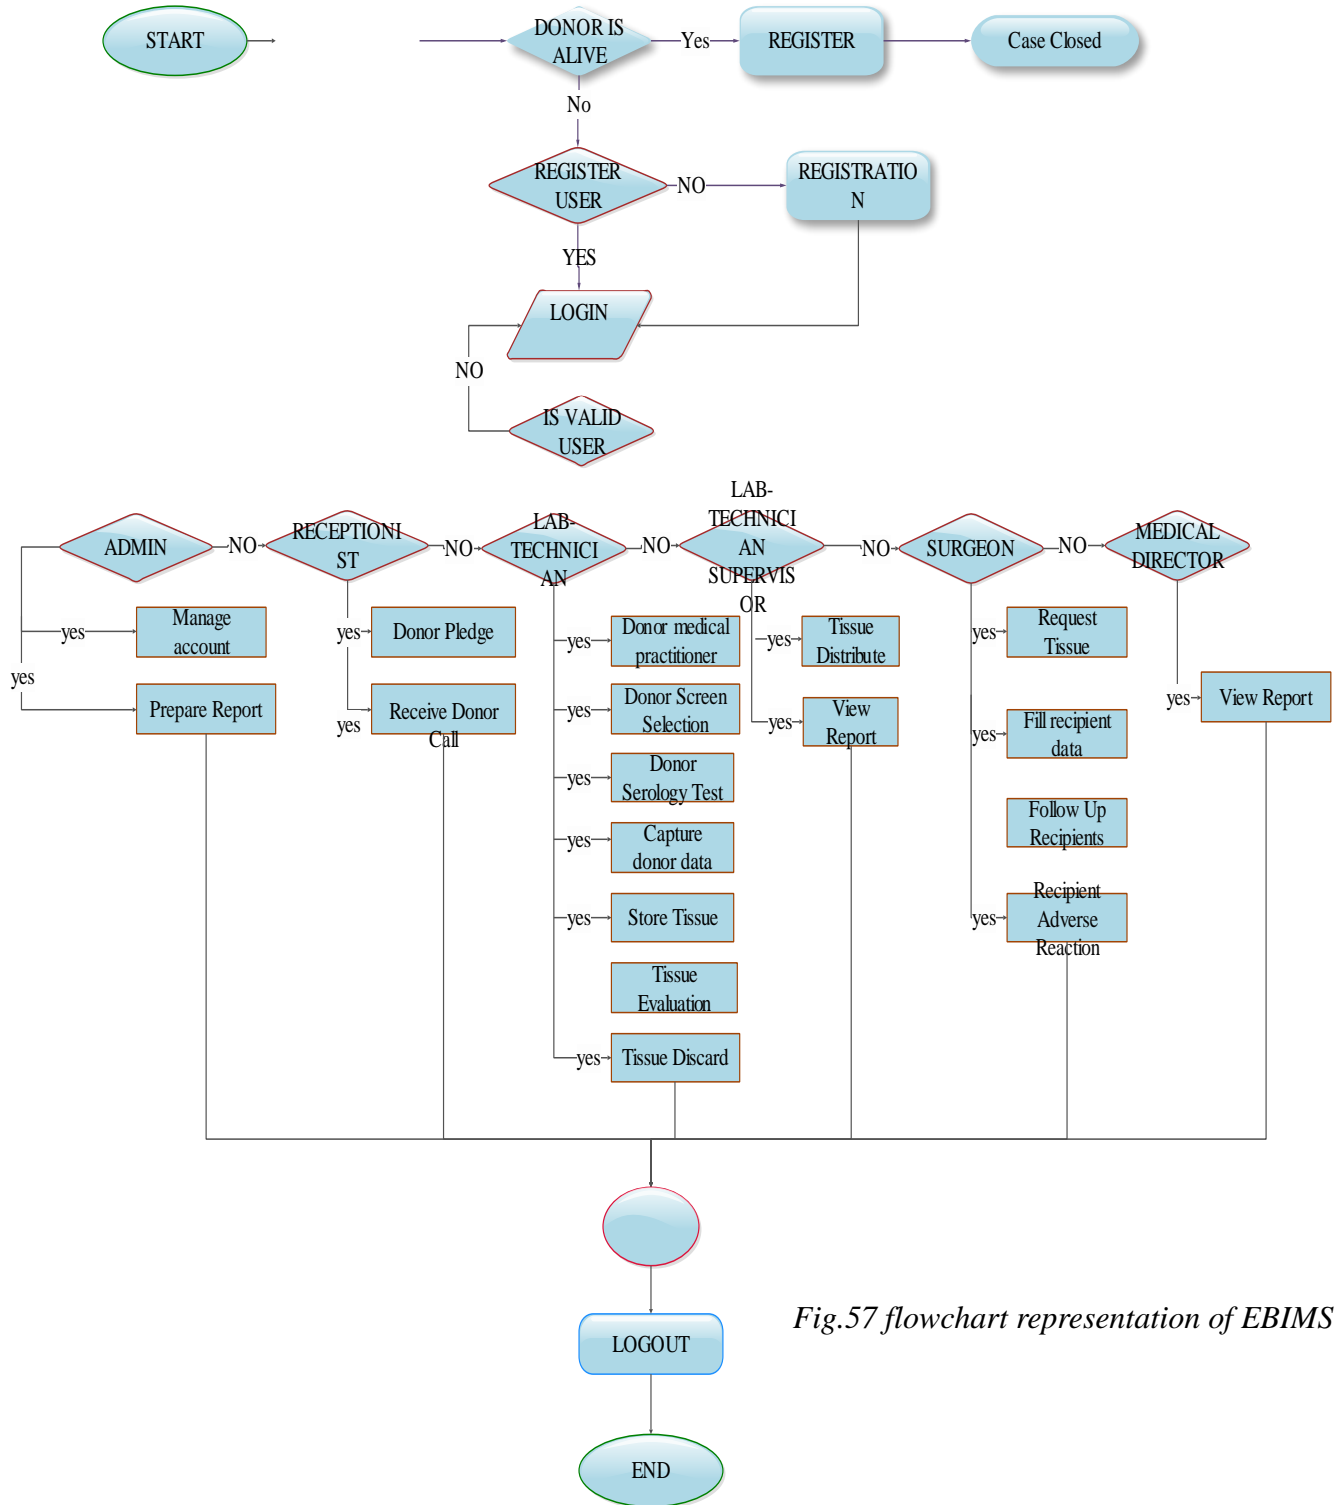 START
DONOR IS
ALIVE
Yes
REGISTER
Case Closed
No
REGISTER
USER
NO
REGISTRATIO
N
YES
LOGIN
NO
IS VALID
USER
ADMIN
NO
RECEPTIONI
ST
NO
LAB-
TECHNICI
AN
NO
LAB-
TECHNICI
AN
SUPERVIS
OR
NO
SURGEON
NO
MEDICAL
DIRECTOR
yes
Manage
account
yes
Prepare Report
yes
Donor Pledge
yes
Receive Donor
Call
yes
Donor medical
practitioner
yes
Donor Screen
Selection
yes
Donor
Serology Test
yes
Capture
donor data
yes
Store Tissue
Tissue
Evaluation
yes
Tissue Discard
yes
Tissue
Distribute
yes
View
Report
yes
Request
Tissue
yes
Fill recipient
data
Follow Up
Recipients
yes
Recipient
Adverse
Reaction
yes
View Report
LOGOUT
END
Fig.57 flowchart representation of EBIMS